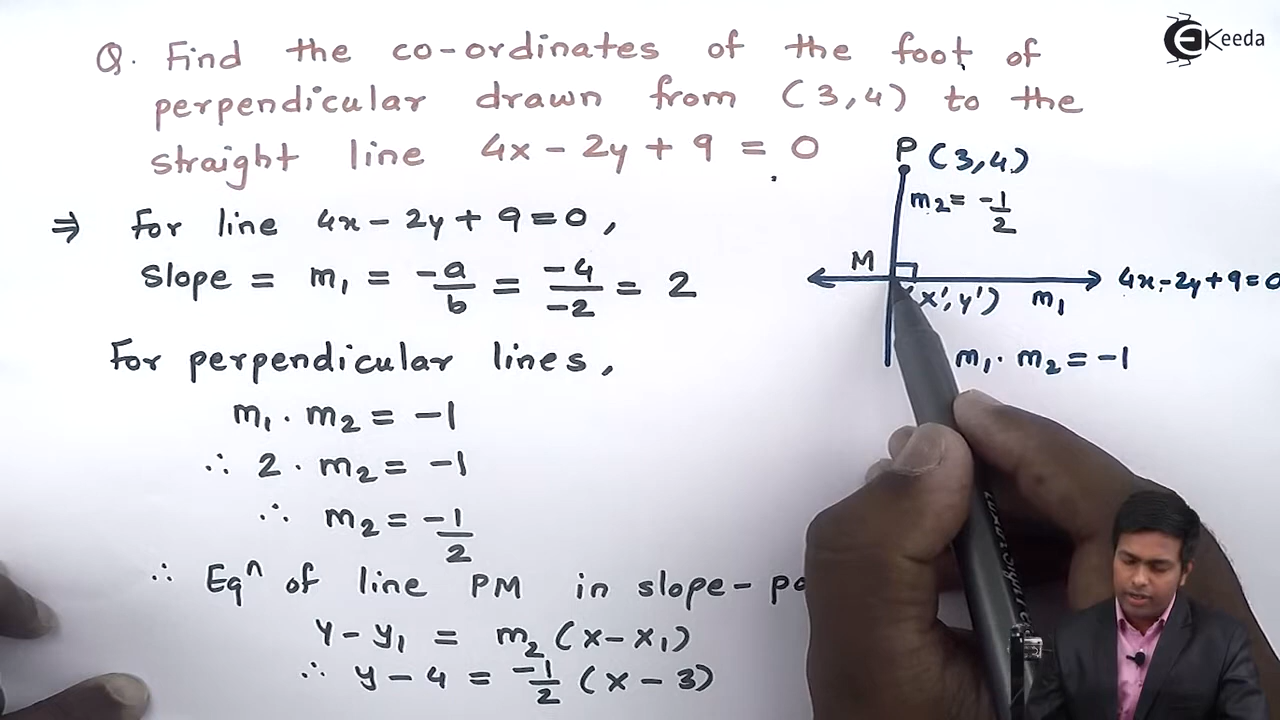 Q. Find the co-ordinates of the foot of
perpendicular drawn from (3,4) to the
straight line 4x - 2y + 9 = 0
⇒ For line 4x - 2y + 9 = 0,
Slope = m₁ = -a/b = -4/-2 = 2
For perpendicular lines,
m₁ . m₂ = -1
∴ 2 . m₂ = -1
∴ m₂ = -1/2
∴ Eqⁿ of line PM in slope-
y - y₁ = m₂ (x - x₁)
∴ y - 4 = -1/2 (x - 3)
P (3,4)
m₂ = -1/2
M
4x - 2y + 9 = 0
(x', y') m₁
m₁ . m₂ = -1
EKeeda